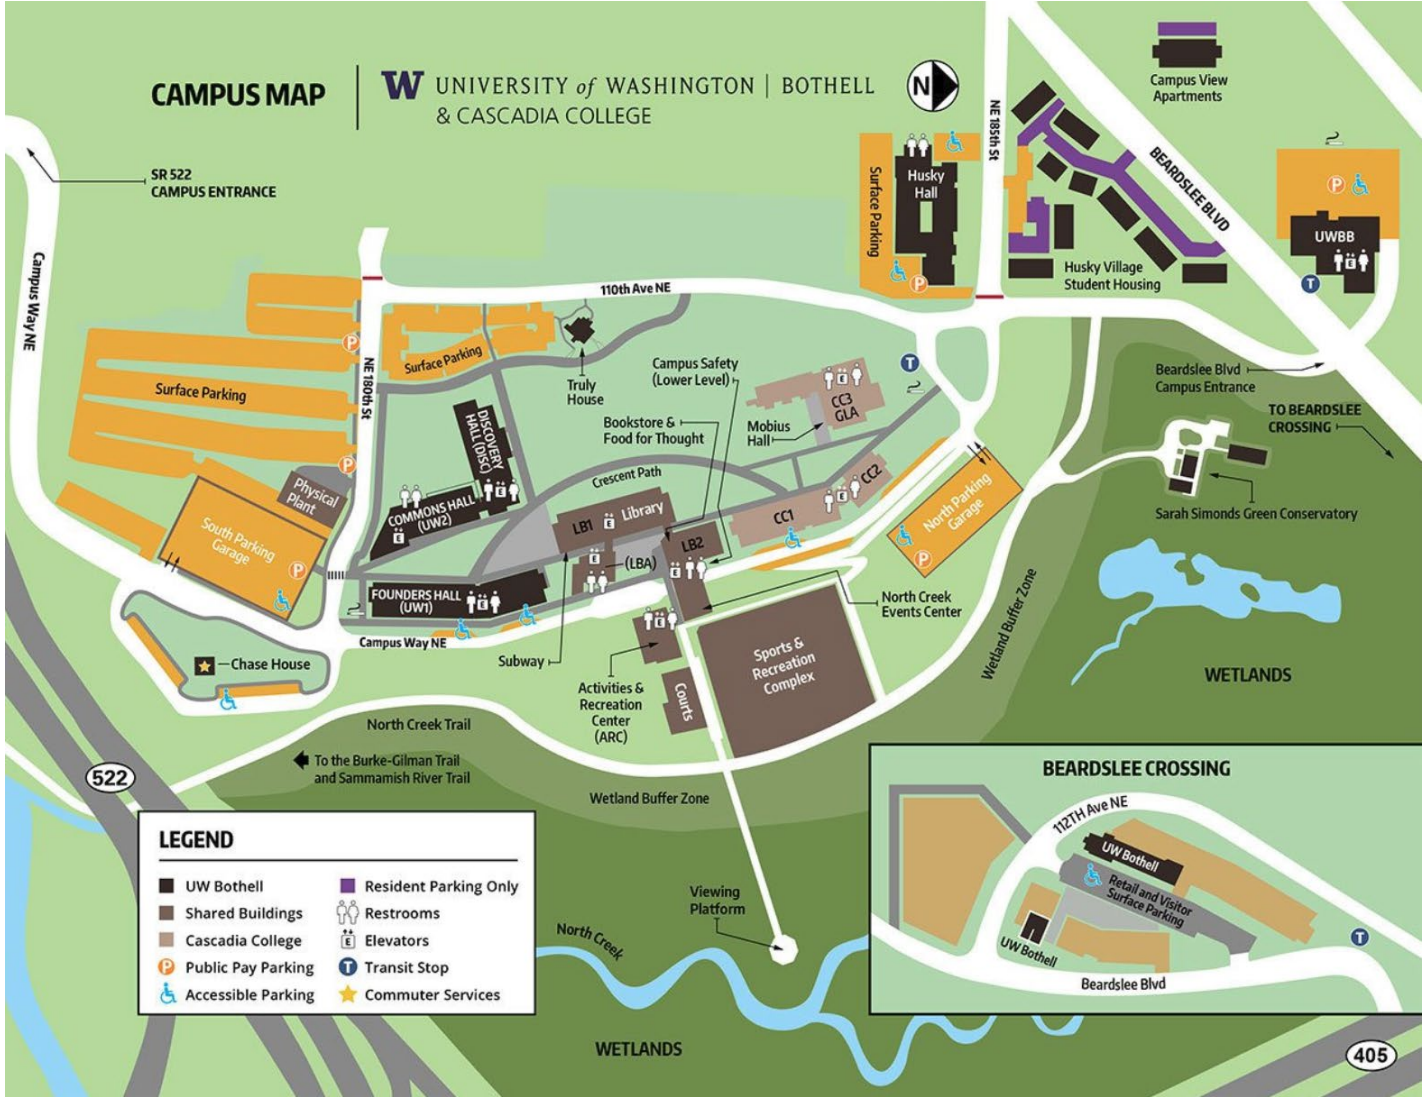 CAMPUS MAP
W UNIVERSITY of WASHINGTON | BOTHELL
& CASCADIA COLLEGE
N
NE 185th St
Campus View
Apartments
SR 522
CAMPUS ENTRANCE
Campus Way NE
Surface Parking
Husky
Hall
P
BEARDSLEE BLVD
Husky Village
Student Housing
P
UWBB
E
T
110th Ave NE
Surface Parking
P
NE 180th St
Surface Parking
P
Truly
House
Campus Safety
(Lower Level)
Bookstore &
Food for Thought
T
E
CC3
GLA
Mobius
Hall
Beardslee Blvd
Campus Entrance
TO BEARDSLEE
CROSSING
Sarah Simonds Green Conservatory
DISCOVERY
HALL (DISC)
E
COMMONS HALL
(UW2)
E
Physical
Plant
South Parking
Garage
P
Crescent Path
LB1
E
Library
E
(LBA)
LB2
E
CC1
E
CC2
North Parking
Garage
P
FOUNDERS HALL
(UW1)
E
Campus Way NE
Subway
North Creek
Events Center
Wetland Buffer Zone
WETLANDS
Chase House
E
Activities &
Recreation
Center
(ARC)
Courts
Sports &
Recreation
Complex
North Creek Trail
To the Burke-Gilman Trail
and Sammamish River Trail
Wetland Buffer Zone
522
LEGEND
UW Bothell
Shared Buildings
Cascadia College
P Public Pay Parking
Accessible Parking
Resident Parking Only
Restrooms
E Elevators
T Transit Stop
Commuter Services
Viewing
Platform
North Creek
WETLANDS
BEARDSLEE CROSSING
112TH Ave NE
UW Bothell
Retail and Visitor
Surface Parking
UW Bothell
T
Beardslee Blvd
405